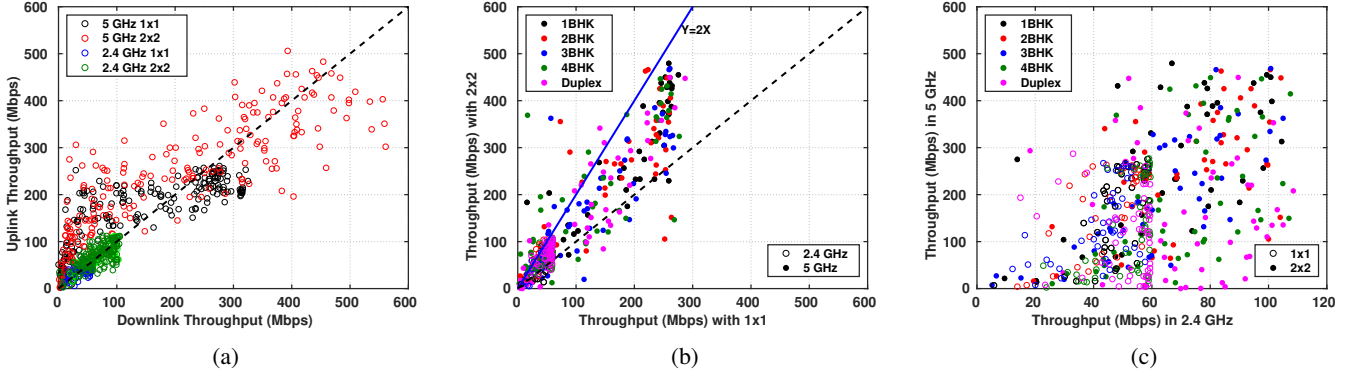 600
500
400
300
200
100
0
0
100
200
300
400
500
600
Uplink Throughput (Mbps)
Downlink Throughput (Mbps)
5 GHz 1x1
5 GHz 2x2
2.4 GHz 1x1
2.4 GHz 2x2
(a)
600
500
400
300
200
100
0
0
100
200
300
400
500
600
Throughput (Mbps) with 2x2
Throughput (Mbps) with 1x1
1BHK
2BHK
3BHK
4BHK
Duplex
Y=2X
2.4 GHz
5 GHz
(b)
600
500
400
300
200
100
0
0
20
40
60
80
100
120
Throughput (Mbps) in 5 GHz
Throughput (Mbps) in 2.4 GHz
1BHK
2BHK
3BHK
4BHK
Duplex
1x1
2x2
(c)